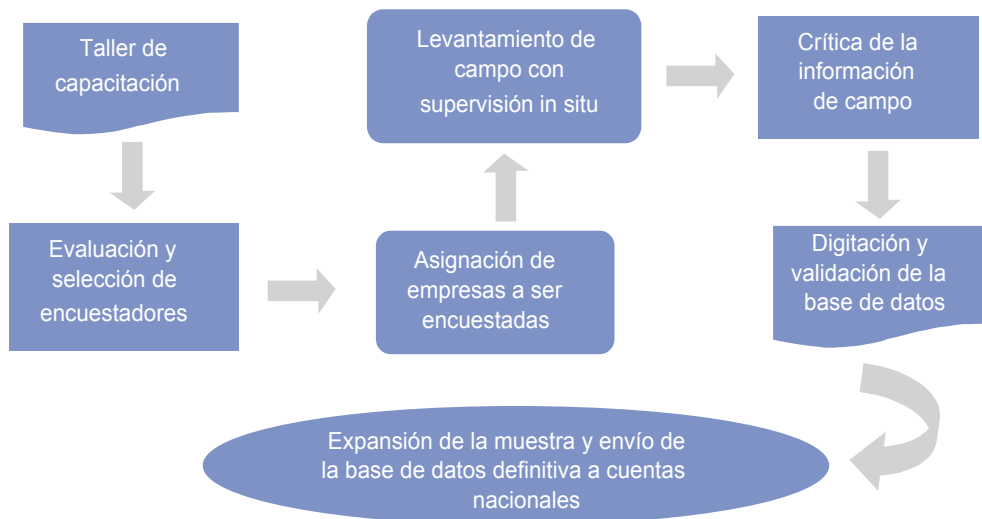 Taller de
capacitación
Evaluación y
selección de
encuestadores
Asignación de
empresas a ser
encuestadas
Levantamiento de
campo con
supervisión in situ
Crítica de la
información
de campo
Digitación y
validación de la
base de datos
Expansión de la muestra y envío de
la base de datos definitiva a cuentas
nacionales